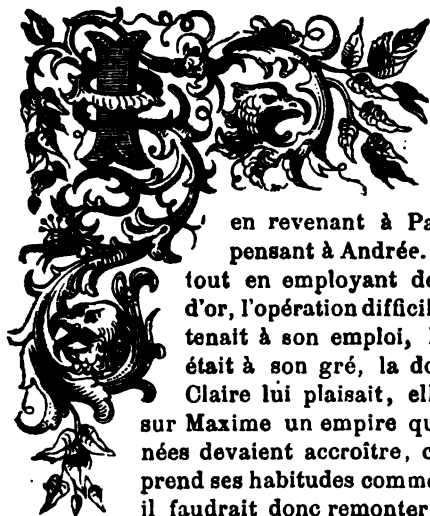 en revenant à Pa
pensant à Andrée.
tout en employant de
d'or, l'opération difficil
tenait à son emploi,
était à son gré, la do
Claire lui plaisait, ell
sur Maxime un empire qu
nées devaient accroître, c
prend ses habitudes comme
il faudrait donc remonter